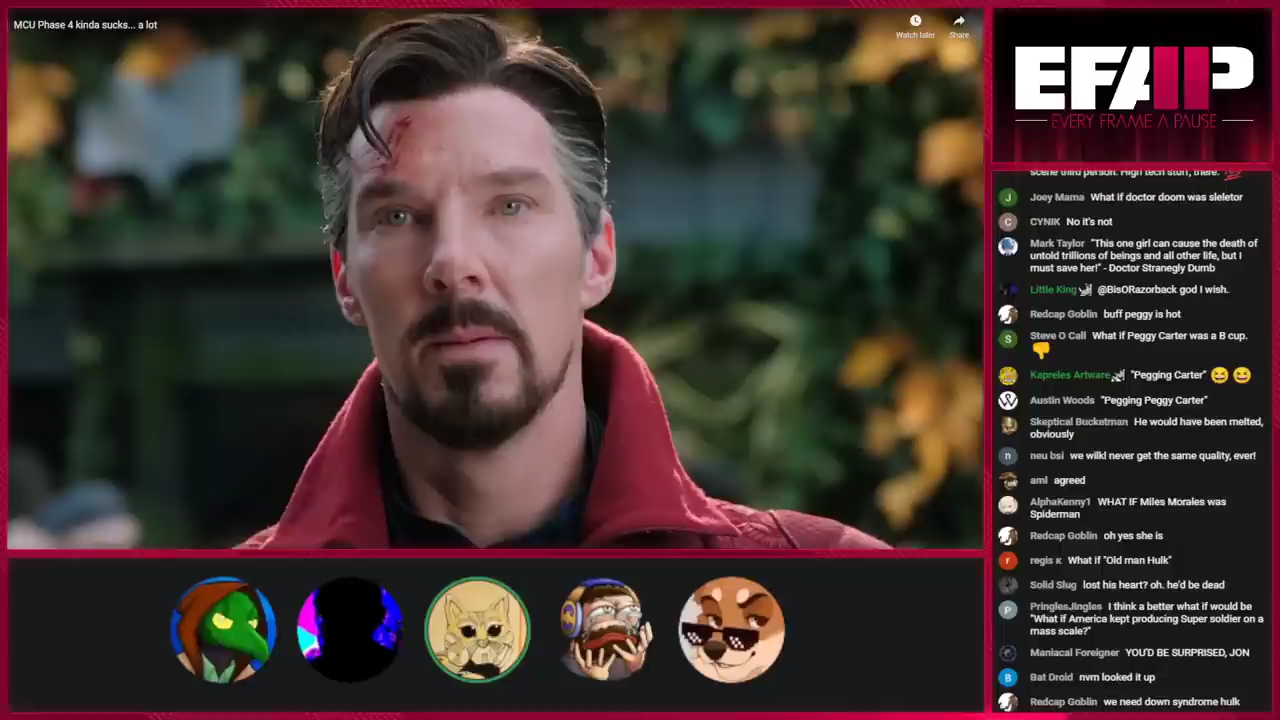 MCU Phase 4 kinda sucks... a lot
Watch later
Share
EFAP
EVERY FRAME A PAUSE
scene third person. High tech stuff, there. 💯
J
Joey Mama What if doctor doom was sleletor
C
CYNIK No it's not
Mark Taylor "This one girl can cause the death of
untold trillions of beings and all other life, but I
must save her!" - Doctor Strangely Dumb
Little King @BisORazorback god I wish.
Redcap Goblin buff peggy is hot
S
Steve O Call What if Peggy Carter was a B cup.
👎
Kapreles Artware "Pegging Carter" 😆 😆
Austin Woods "Pegging Peggy Carter"
Skeptical Bucketman He would have been melted,
obviously
n
neu bsi we wilkl never get the same quality, ever!
aml agreed
AlphaKenny1 WHAT IF Miles Morales was
Spiderman
Redcap Goblin oh yes she is
r
regis κ What if "Old man Hulk"
Solid Slug lost his heart? oh. he'd be dead
P
PringlesJingles I think a better what if would be
"What if America kept producing Super soldier on a
mass scale?"
Maniacal Foreigner YOU'D BE SURPRISED, JON
B
Bat Droid nvm looked it up
Redcap Goblin we need down syndrome hulk